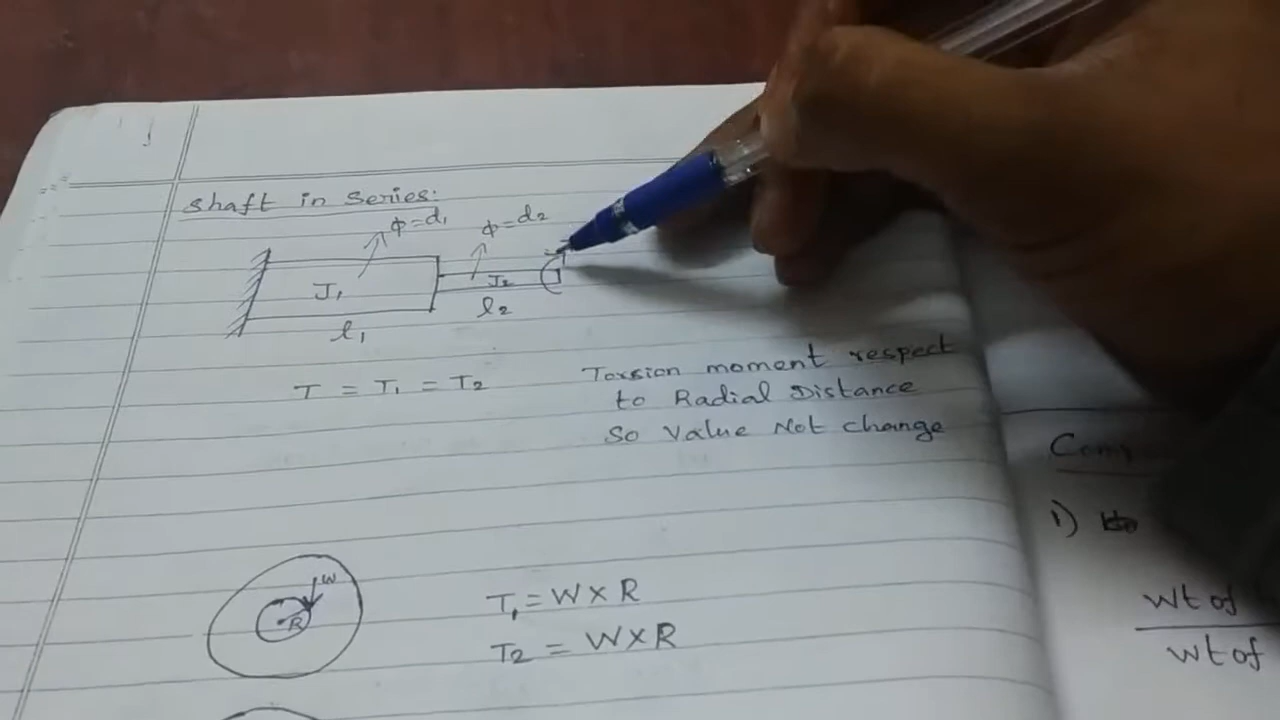 shaft in series:
ϕ=d₁
ϕ=d₂
J₁
J₂
l₁
l₂
T = T₁ = T₂
Torsion moment respect
to Radial Distance
So Value Not change
W
R
T₁ = W×R
T₂ = W×R
1)
wt of
wt of